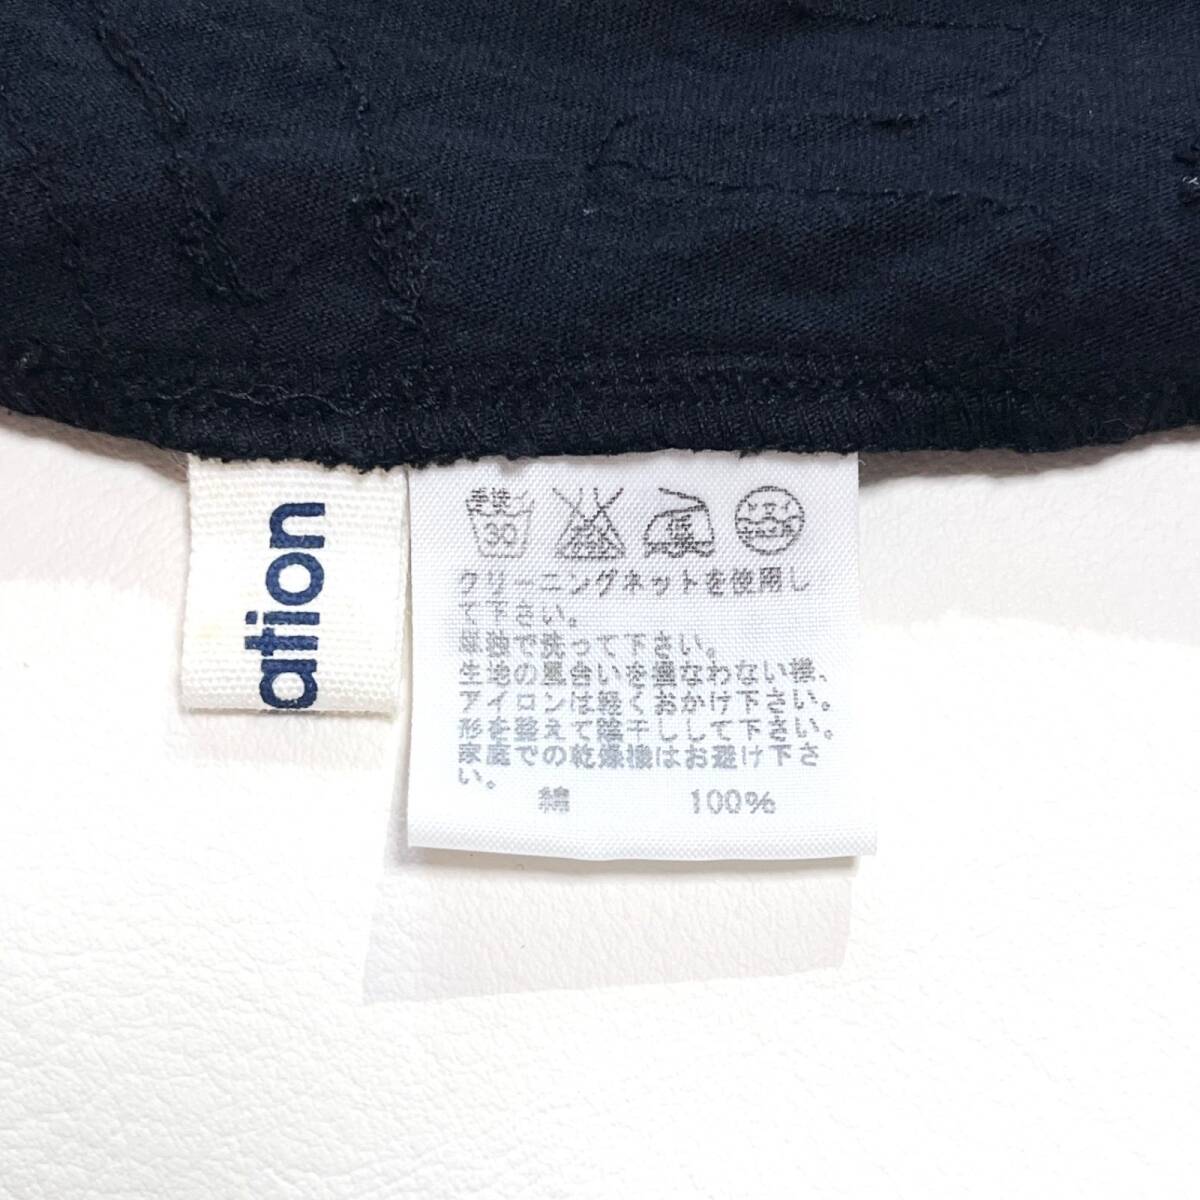 ation
手洗イ
30
クリーニングネットを使用し
て下さい。
単独で洗って下さい。
生地の風合いを損なわない様、
アイロンは軽くおかけ下さい。
形を整えて陰干しして下さい。
家庭での乾燥機はお避け下さ
い。
綿 100%